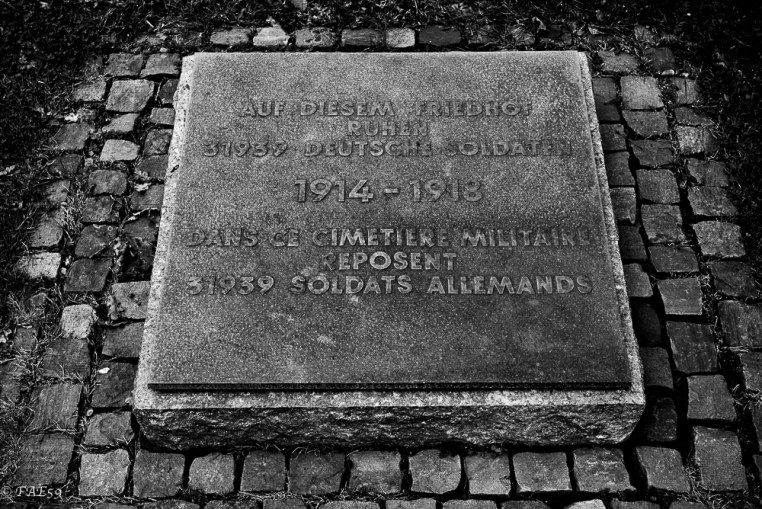 AUF DIESEM FRIEDHOF
RUHEN
31939 DEUTSCHE SOLDATEN
1914-1918
DANS CE CIMETIERE MILITAIRE
REPOSENT
31939 SOLDATS ALLEMANDS
© FAE59